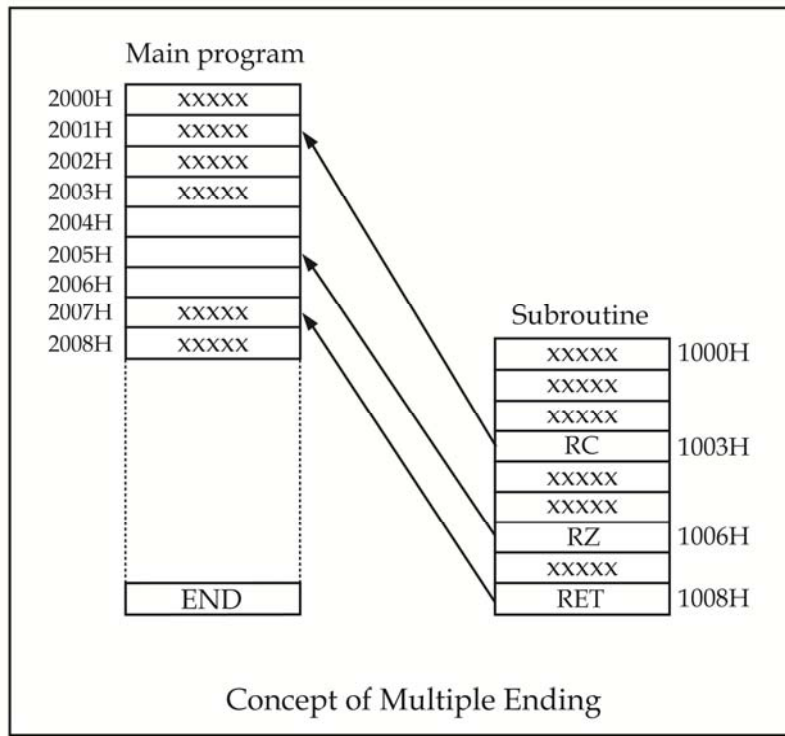 Main program
2000H xxxxx
2001H xxxxx
2002H xxxxx
2003H xxxxx
2004H
2005H
2006H
2007H xxxxx
2008H xxxxx
END
Subroutine
xxxxx 1000H
xxxxx
xxxxx
RC 1003H
xxxxx
xxxxx
RZ 1006H
xxxxx
RET 1008H
Concept of Multiple Ending